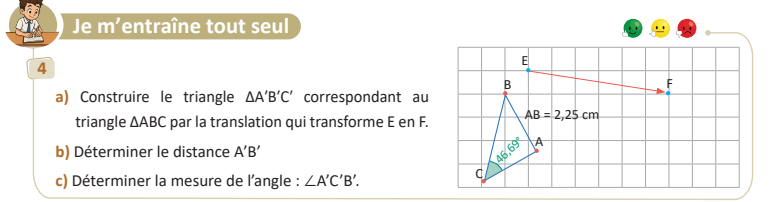 Je m'entraîne tout seul
4
a) Construire le triangle ΔA'B'C' correspondant au
triangle ΔABC par la translation qui transforme E en F.
b) Déterminer le distance A'B'
c) Déterminer la mesure de l'angle : ∠A'C'B'.
E
F
B
AB = 2,25 cm
A
46,69°
C